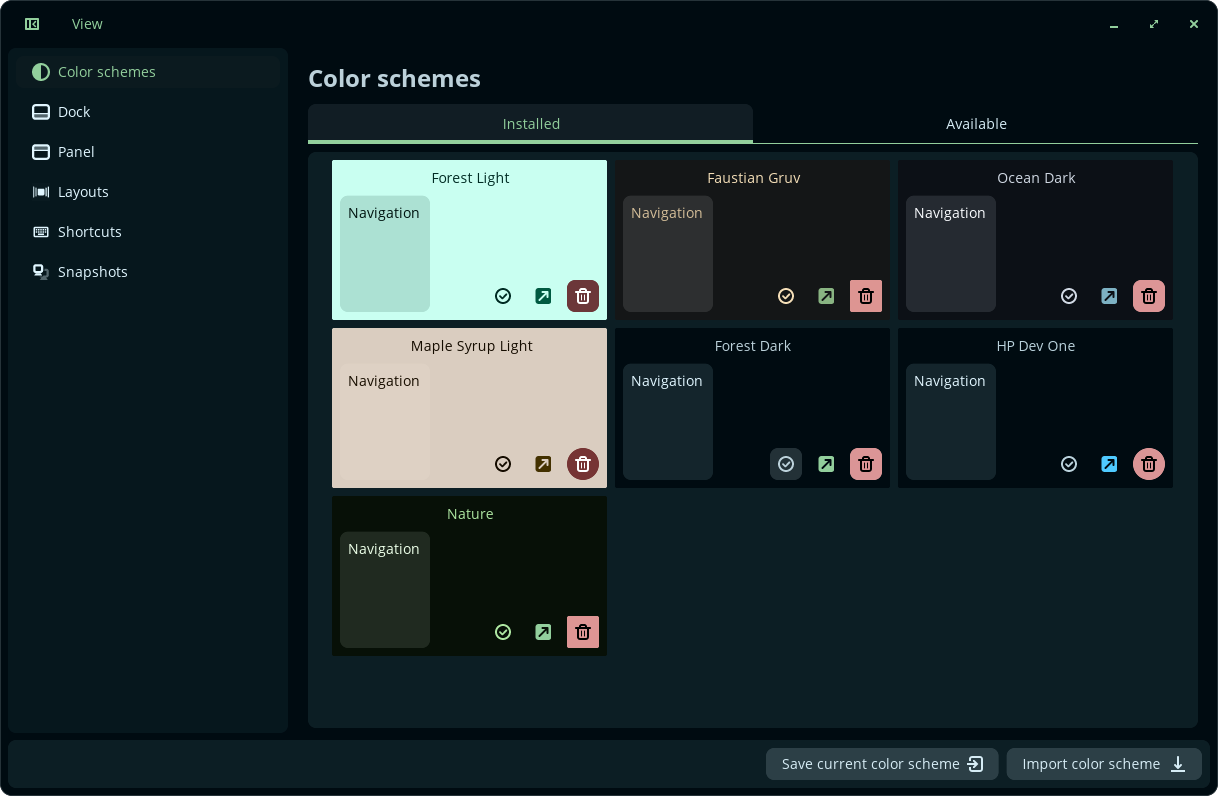 View
Color schemes
Dock
Panel
Layouts
Shortcuts
Snapshots
Color schemes
Installed
Available
Forest Light
Navigation
Faustian Gruv
Navigation
Ocean Dark
Navigation
Maple Syrup Light
Navigation
Forest Dark
Navigation
HP Dev One
Navigation
Nature
Navigation
Save current color scheme
Import color scheme